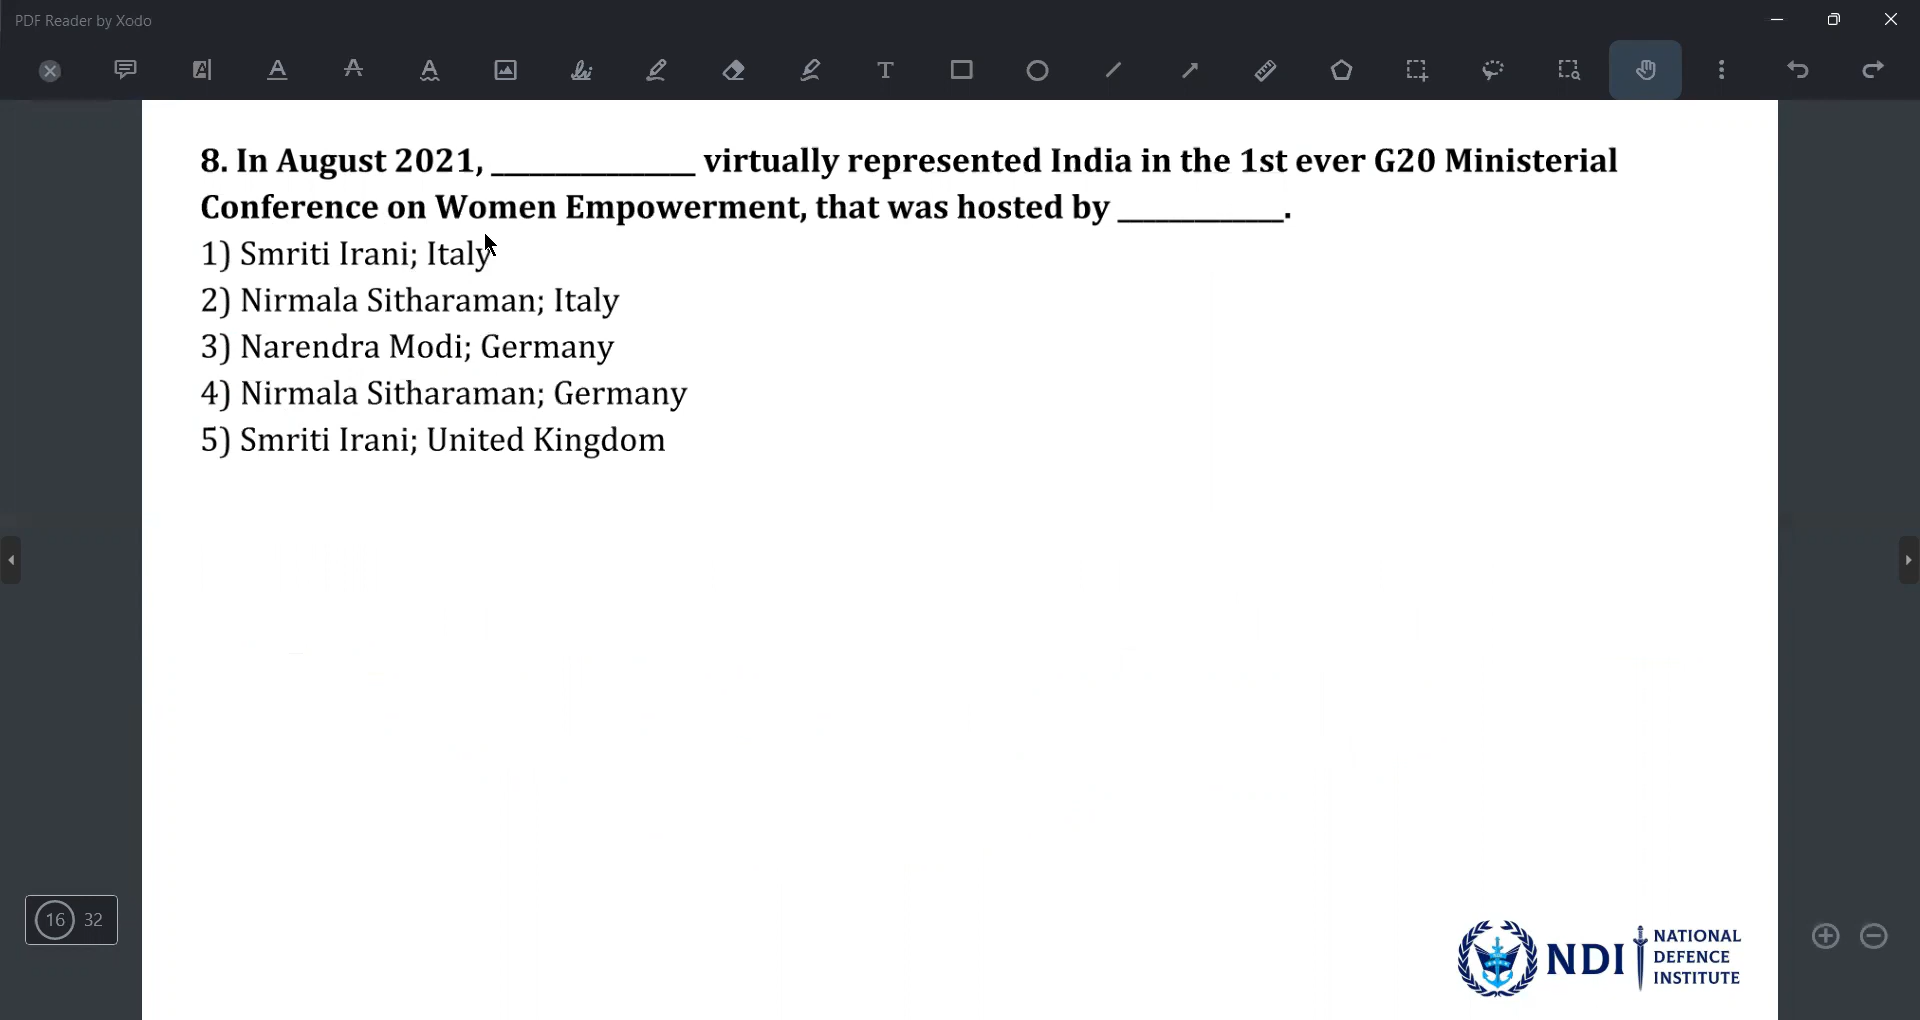 PDF Reader by Xodo
8. In August 2021, ______________ virtually represented India in the 1st ever G20 Ministerial
Conference on Women Empowerment, that was hosted by ___________.
1) Smriti Irani; Italy
2) Nirmala Sitharaman; Italy
3) Narendra Modi; Germany
4) Nirmala Sitharaman; Germany
5) Smriti Irani; United Kingdom
16 32
NDI NATIONAL
DEFENCE
INSTITUTE